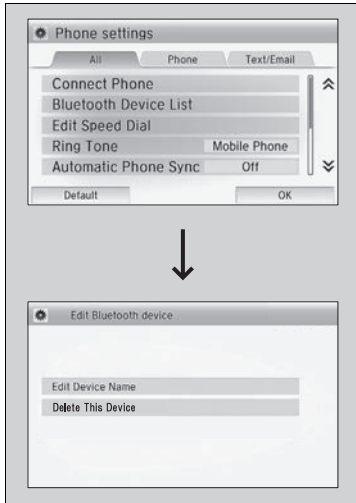 Phone settings
All Phone Text/Email
Connect Phone
Bluetooth Device List
Edit Speed Dial
Ring Tone Mobile Phone
Automatic Phone Sync Off
Default OK
Edit Bluetooth device
Edit Device Name
Delete This Device